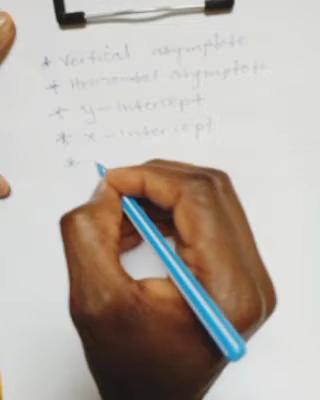 * Vertical asymptote
* Horizontal asymptote
* y-intercept
* x-intercept
*